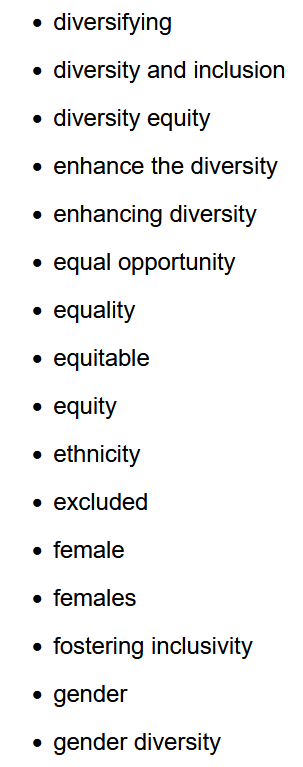 • diversifying
• diversity and inclusion
• diversity equity
• enhance the diversity
• enhancing diversity
• equal opportunity
• equality
• equitable
• equity
• ethnicity
• excluded
• female
• females
• fostering inclusivity
• gender
• gender diversity